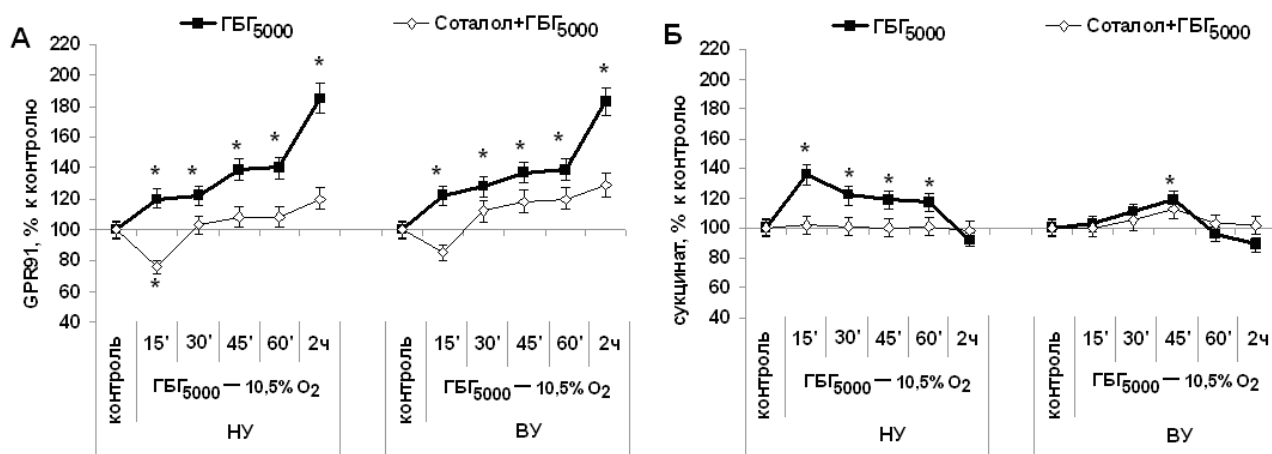 А
ГБГ5000
Соталол+ГБГ5000
GPR91, % к контролю
220
200
180
160
140
120
100
80
60
40
* * * * * *
* * * * *
контроль
15' 30' 45' 60' 2ч
ГБГ5000 — 10,5% O2
НУ
контроль
15' 30' 45' 60' 2ч
ГБГ5000 — 10,5% O2
ВУ
Б
ГБГ5000
Соталол+ГБГ5000
сукцинат, % к контролю
220
200
180
160
140
120
100
80
60
40
* * * *
*
контроль
15' 30' 45' 60' 2ч
ГБГ5000 — 10,5% O2
НУ
контроль
15' 30' 45' 60' 2ч
ГБГ5000 — 10,5% O2
ВУ